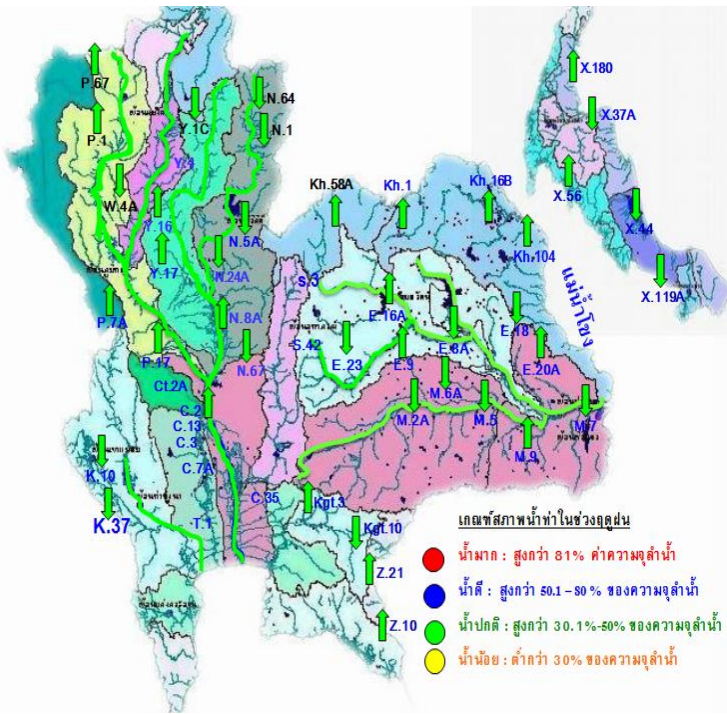 P.67
P.1
W.4A
Y.1C
Y.4
N.64
N.1
Y.16
Y.17
N.5A
N.24A
N.8A
P.7A
P.17
N.67
Ct.2A
C.2
C.13
C.3
C.7A
C.35
K.10
K.37
T.1
Kh.58A
Kh.1
Kh.16B
Kh.104
แม่น้ำโขง
s.3
S.42
E.16A
E.23
E.9
E.8A
E.18
E.20A
M.6A
M.2A
M.5
M.9
M.7
Kgt.3
Kgt.10
Z.21
Z.10
X.180
X.37A
X.56
X.44
X.119A
เกณฑ์สภาพน้ำท่าในช่วงฤดูฝน
น้ำมาก : สูงกว่า 81% ค่าความจุลำน้ำ
น้ำดี : สูงกว่า 50.1 – 80 % ของความจุลำน้ำ
น้ำปกติ : สูงกว่า 30.1%-50% ของความจุลำน้ำ
น้ำน้อย : ต่ำกว่า 30% ของความจุลำน้ำ